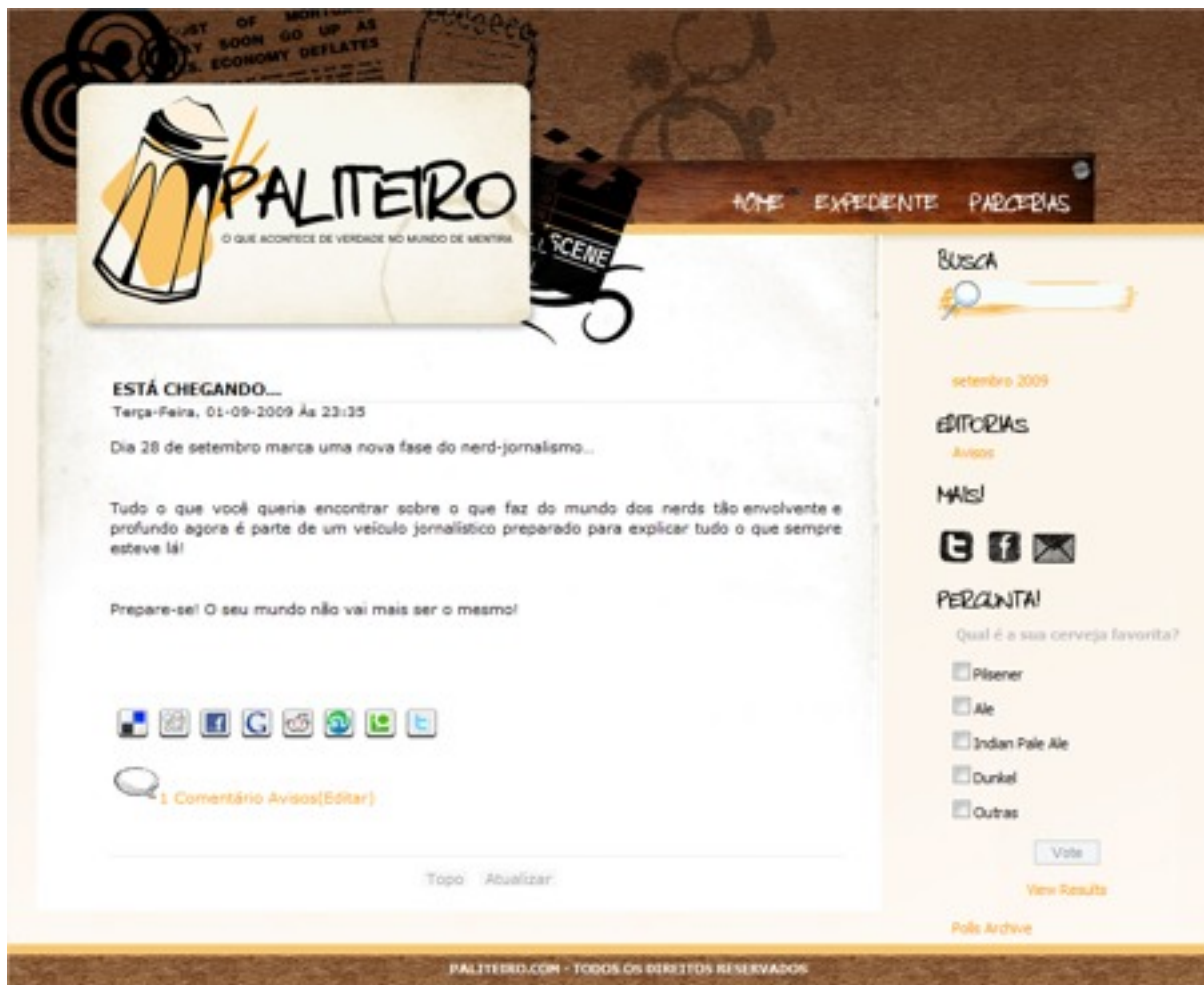 OF MORTGAGE
SOON GO UP AS
ECONOMY DEFLATES
PALITEIRO
O QUE ACONTECE DE VERDADE NO MUNDO DE MENTIRA
SCENE
HOME EXPEDIENTE PARCERIAS
ESTÁ CHEGANDO...
Terça-Feira, 01-09-2009 Às 23:35
Dia 28 de setembro marca uma nova fase do nerd-jornalismo...
Tudo o que você queria encontrar sobre o que faz do mundo dos nerds tão envolvente e
profundo agora é parte de um veículo jornalístico preparado para explicar tudo o que sempre
esteve lá!
Prepare-se! O seu mundo não vai mais ser o mesmo!
1 Comentário Avisos(Editar)
Topo Atualizar
BUSCA
setembro 2009
EDITORIAS
Avisos
MAIS!
PERGUNTA!
Qual é a sua cerveja favorita?
Pilsener
Ale
Indian Pale Ale
Dunkel
Outras
Vote
View Results
Polls Archive
PALITEIRO.COM - TODOS OS DIREITOS RESERVADOS